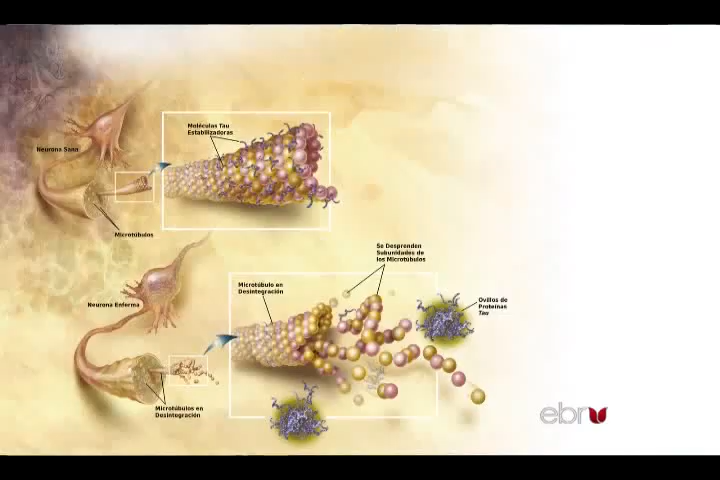 Moléculas Tau
Estabilizadoras
Neurona Sana
Microtúbulos
Se Desprenden
Subunidades de
los Microtúbulos
Microtúbulo en
Desintegración
Ovillos de
Proteínas
Tau
Neurona Enferma
Microtúbulos en
Desintegración
ebru